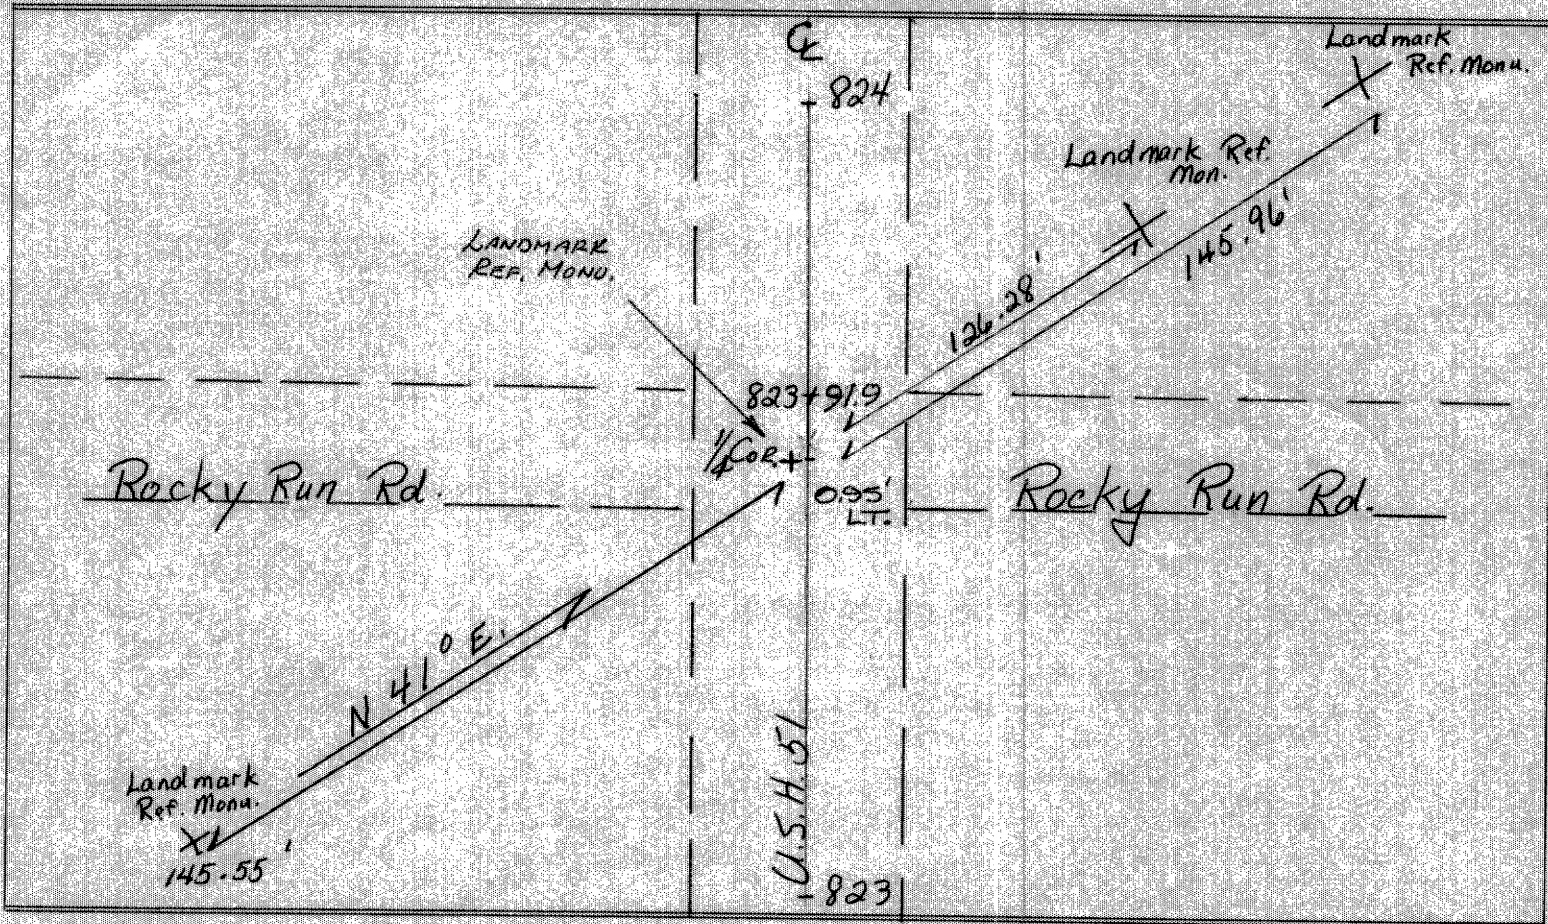 ℄
824
Landmark
Ref. Monu.
Landmark Ref.
Mon.
LANDMARK
REF. MONU.
145.96'
126.28'
823+91.9
1/4 COR.
0.95'
LT.
Rocky Run Rd.
Rocky Run Rd.
N 41° E.
Landmark
Ref. Monu.
145.55'
U.S.H. 51
823